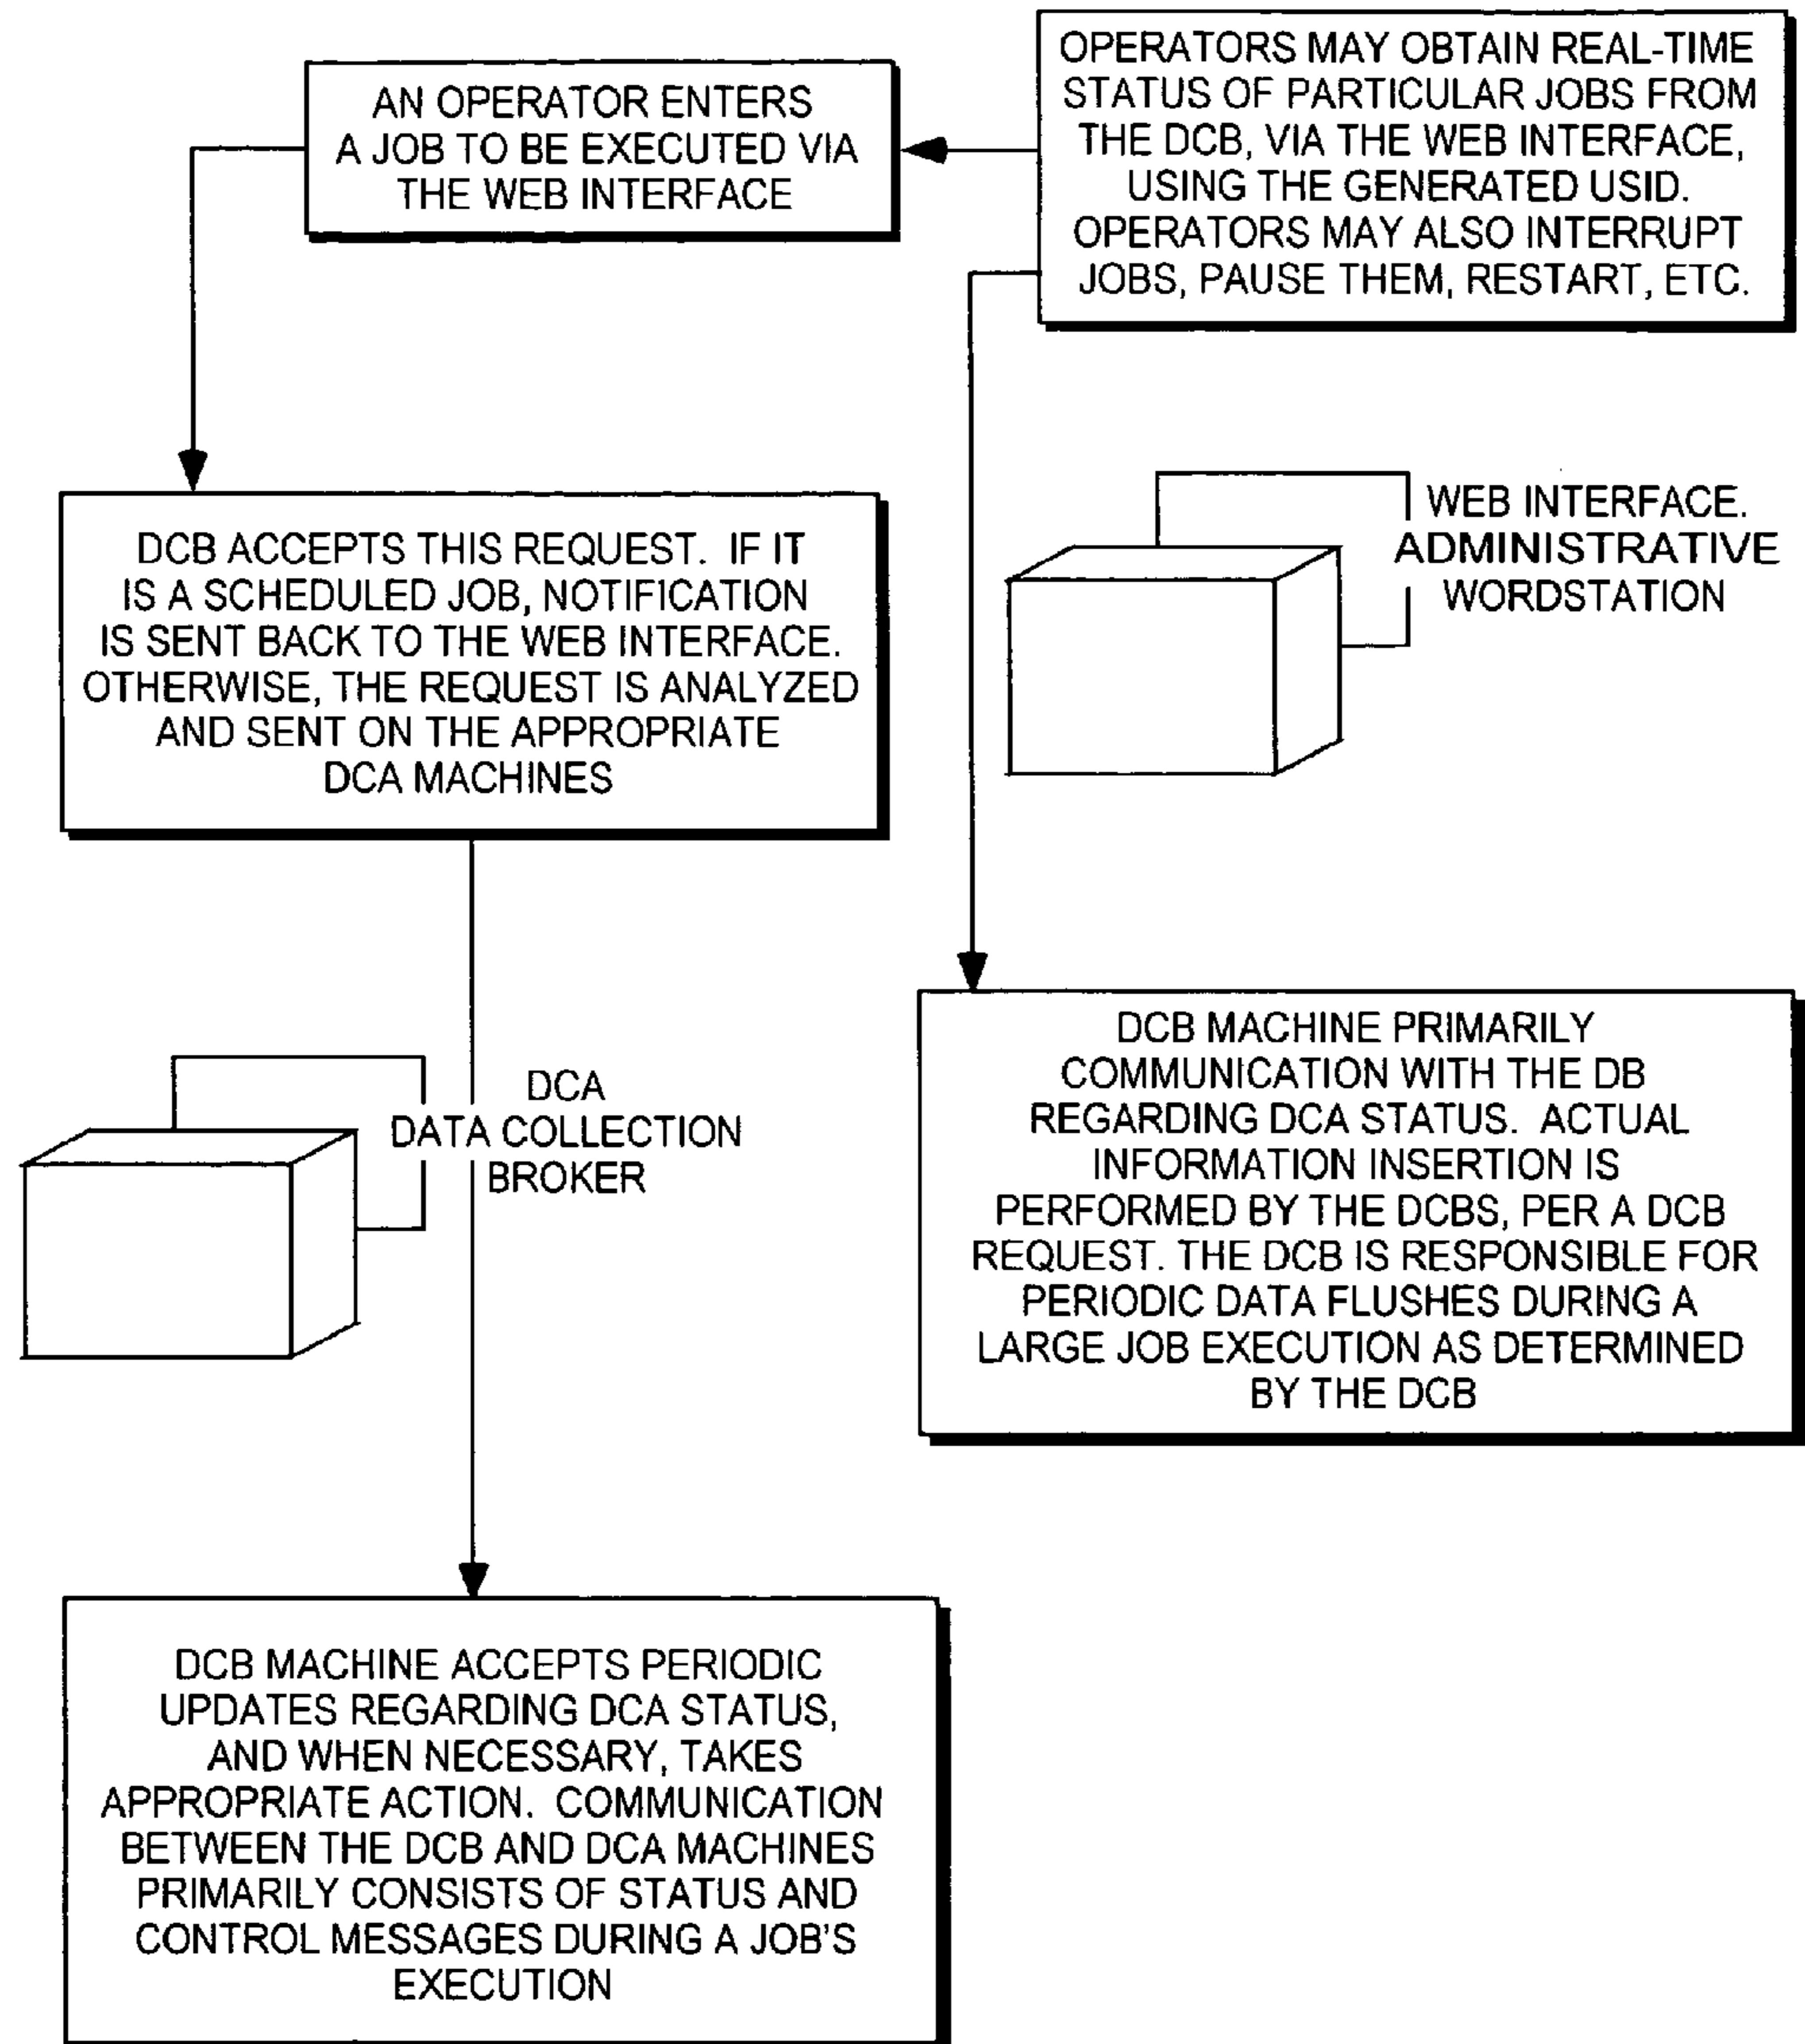 AN OPERATOR ENTERS
A JOB TO BE EXECUTED VIA
THE WEB INTERFACE
OPERATORS MAY OBTAIN REAL-TIME
STATUS OF PARTICULAR JOBS FROM
THE DCB, VIA THE WEB INTERFACE,
USING THE GENERATED USID.
OPERATORS MAY ALSO INTERRUPT
JOBS, PAUSE THEM, RESTART, ETC.
DCB ACCEPTS THIS REQUEST. IF IT
IS A SCHEDULED JOB, NOTIFICATION
IS SENT BACK TO THE WEB INTERFACE.
OTHERWISE, THE REQUEST IS ANALYZED
AND SENT ON THE APPROPRIATE
DCA MACHINES
WEB INTERFACE.
ADMINISTRATIVE
WORDSTATION
DCA
DATA COLLECTION
BROKER
DCB MACHINE PRIMARILY
COMMUNICATION WITH THE DB
REGARDING DCA STATUS. ACTUAL
INFORMATION INSERTION IS
PERFORMED BY THE DCBS, PER A DCB
REQUEST. THE DCB IS RESPONSIBLE FOR
PERIODIC DATA FLUSHES DURING A
LARGE JOB EXECUTION AS DETERMINED
BY THE DCB
DCB MACHINE ACCEPTS PERIODIC
UPDATES REGARDING DCA STATUS,
AND WHEN NECESSARY, TAKES
APPROPRIATE ACTION. COMMUNICATION
BETWEEN THE DCB AND DCA MACHINES
PRIMARILY CONSISTS OF STATUS AND
CONTROL MESSAGES DURING A JOB'S
EXECUTION